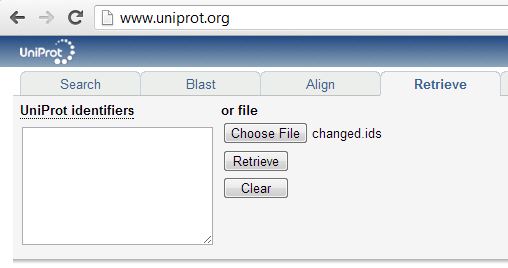 www.uniprot.org
UniProt
Search Blast Align Retrieve
UniProt identifiers or file
Choose File changed.ids
Retrieve
Clear